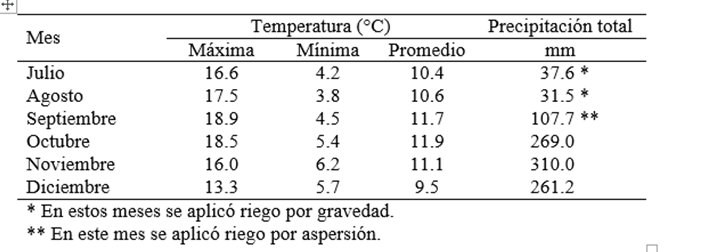 Mes Temperatura (°C) Precipitación total
Máxima Mínima Promedio mm
Julio 16.6 4.2 10.4 37.6 *
Agosto 17.5 3.8 10.6 31.5 *
Septiembre 18.9 4.5 11.7 107.7 **
Octubre 18.5 5.4 11.9 269.0
Noviembre 16.0 6.2 11.1 310.0
Diciembre 13.3 5.7 9.5 261.2
* En estos meses se aplicó riego por gravedad.
** En este mes se aplicó riego por aspersión.